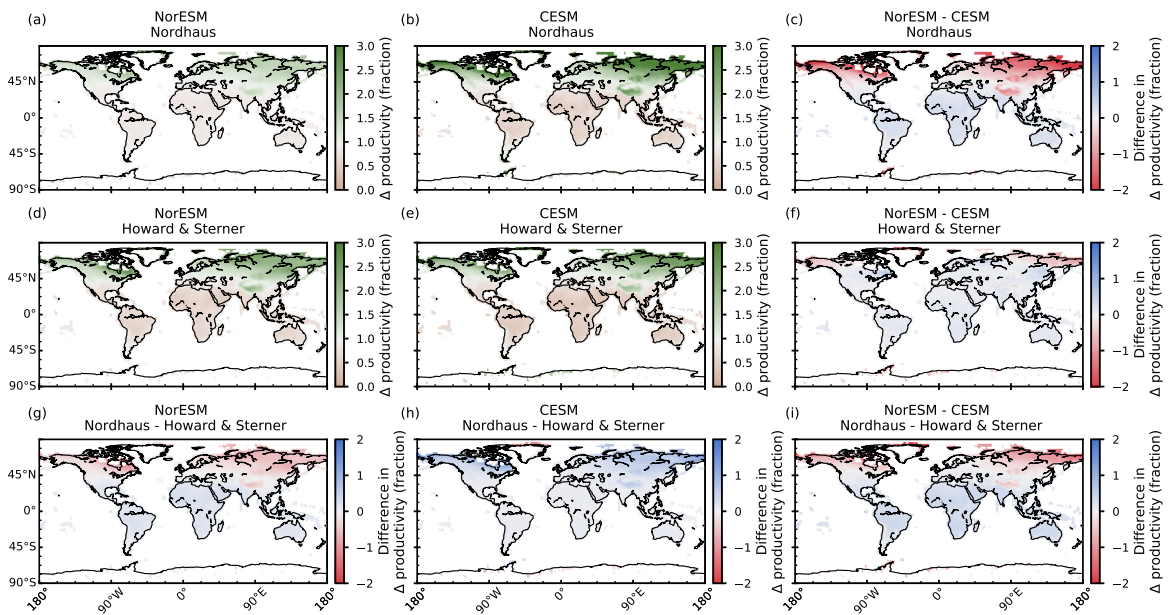 (a)
NorESM
Nordhaus
(b)
CESM
Nordhaus
(c)
NorESM - CESM
Nordhaus
45°N
0°
45°S
90°S
3.0
2.5
2.0
1.5
1.0
0.5
0.0
Δ productivity (fraction)
3.0
2.5
2.0
1.5
1.0
0.5
0.0
Δ productivity (fraction)
2
1
0
−1
−2
Difference in
Δ productivity (fraction)
(d)
NorESM
Howard & Sterner
(e)
CESM
Howard & Sterner
(f)
NorESM - CESM
Howard & Sterner
45°N
0°
45°S
90°S
3.0
2.5
2.0
1.5
1.0
0.5
0.0
Δ productivity (fraction)
3.0
2.5
2.0
1.5
1.0
0.5
0.0
Δ productivity (fraction)
2
1
0
−1
−2
Difference in
Δ productivity (fraction)
(g)
NorESM
Nordhaus - Howard & Sterner
(h)
CESM
Nordhaus - Howard & Sterner
(i)
NorESM - CESM
Nordhaus - Howard & Sterner
45°N
0°
45°S
90°S
2
1
0
−1
−2
Difference in
Δ productivity (fraction)
2
1
0
−1
−2
Difference in
Δ productivity (fraction)
2
1
0
−1
−2
Difference in
Δ productivity (fraction)
180°
90°W
0°
90°E
180°
180°
90°W
0°
90°E
180°
180°
90°W
0°
90°E
180°